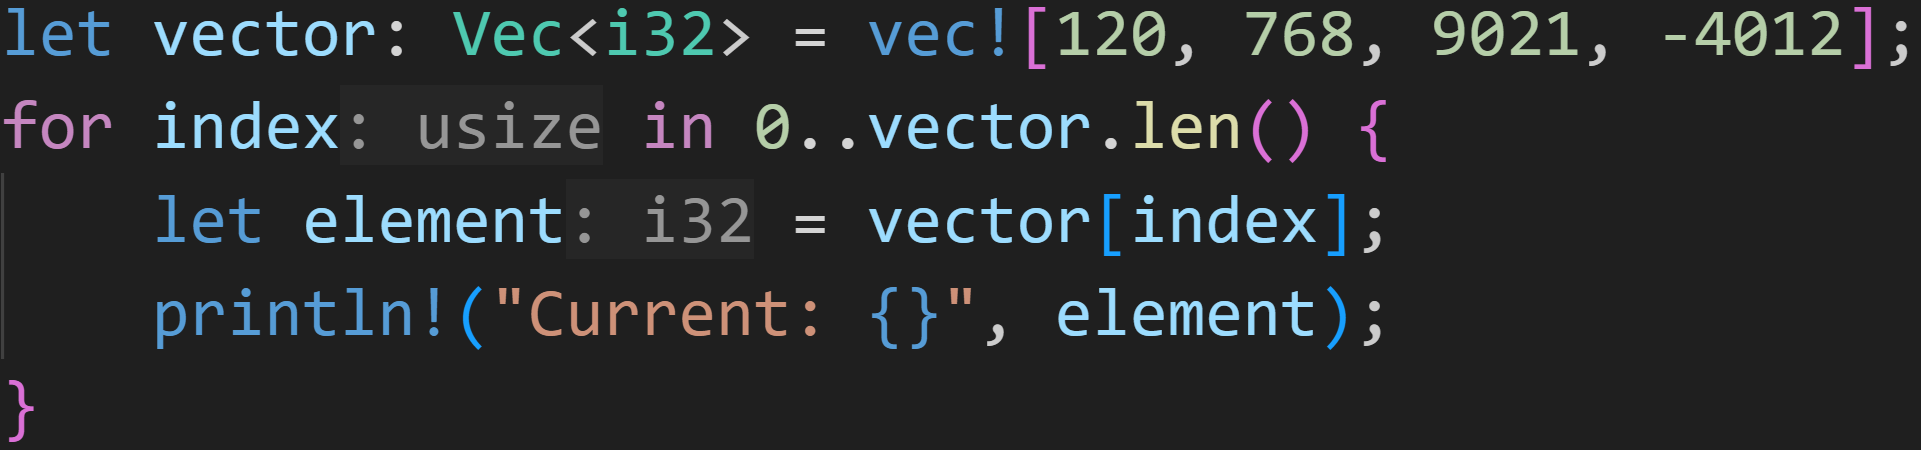 let vector: Vec<i32> = vec![120, 768, 9021, -4012];
for index: usize in 0..vector.len() {
    let element: i32 = vector[index];
    println!("Current: {}", element);
}